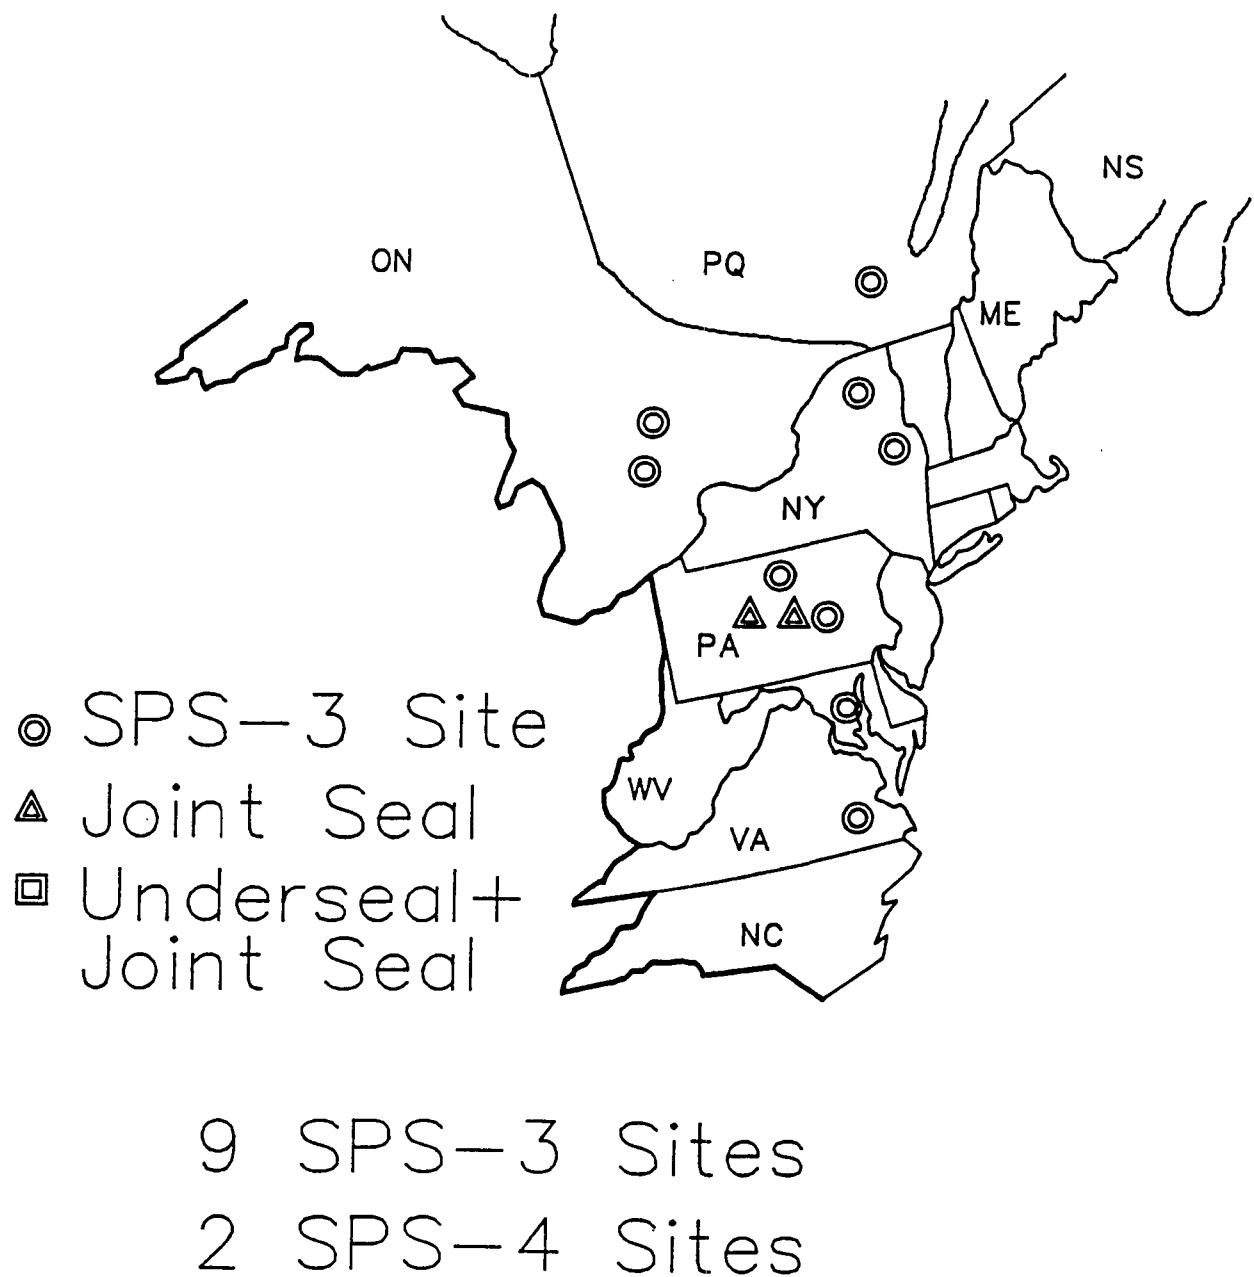 NS
ON
PQ
ME
NY
PA
SPS-3 Site
WV
Joint Seal
VA
Underseal+
Joint Seal
NC
9 SPS-3 Sites
2 SPS-4 Sites